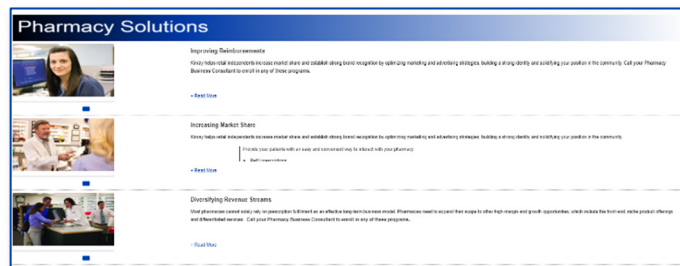 Pharmacy Solutions
Improving Reimbursements
Kinray helps retail independents increase market share and establish strong brand recognition by optimizing marketing and advertising strategies, building a strong identity and solidifying your position in the community. Call your Pharmacy
Business Consultant to enroll in any of these programs.
+ Read More
Increasing Market Share
Kinray helps retail independents increase market share and establish strong brand recognition by optimizing marketing and advertising strategies, building a strong identity and solidifying your position in the community.
Provide your patients with an easy and convenient way to interact with your pharmacy:
+ Read More
Diversifying Revenue Streams
Most pharmacies cannot solely rely on prescription fulfillment as an effective long-term business model. Pharmacies need to expand their scope to other high-margin and growth opportunities, which include the front-end, niche product offerings
and differentiated services. Call your Pharmacy Business Consultant to enroll in any of these programs.
+ Read More